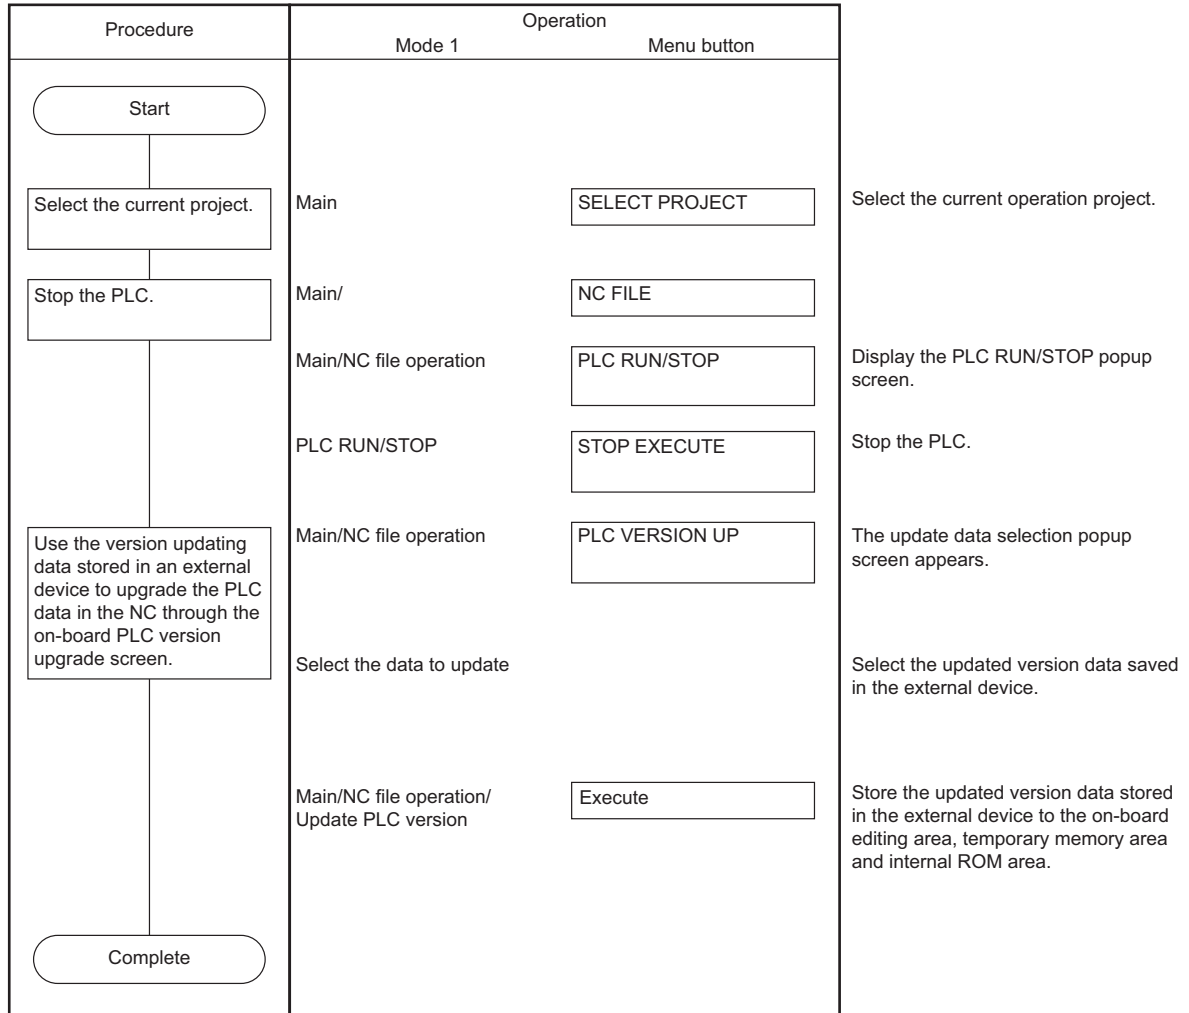 Procedure
Operation
Mode 1
Menu button
Start
Select the current project.
Main
SELECT PROJECT
Select the current operation project.
Stop the PLC.
Main/
NC FILE
Main/NC file operation
PLC RUN/STOP
Display the PLC RUN/STOP popup
screen.
PLC RUN/STOP
STOP EXECUTE
Stop the PLC.
Use the version updating
data stored in an external
device to upgrade the PLC
data in the NC through the
on-board PLC version
upgrade screen.
Main/NC file operation
PLC VERSION UP
The update data selection popup
screen appears.
Select the data to update
Select the updated version data saved
in the external device.
Main/NC file operation/
Update PLC version
Execute
Store the updated version data stored
in the external device to the on-board
editing area, temporary memory area
and internal ROM area.
Complete